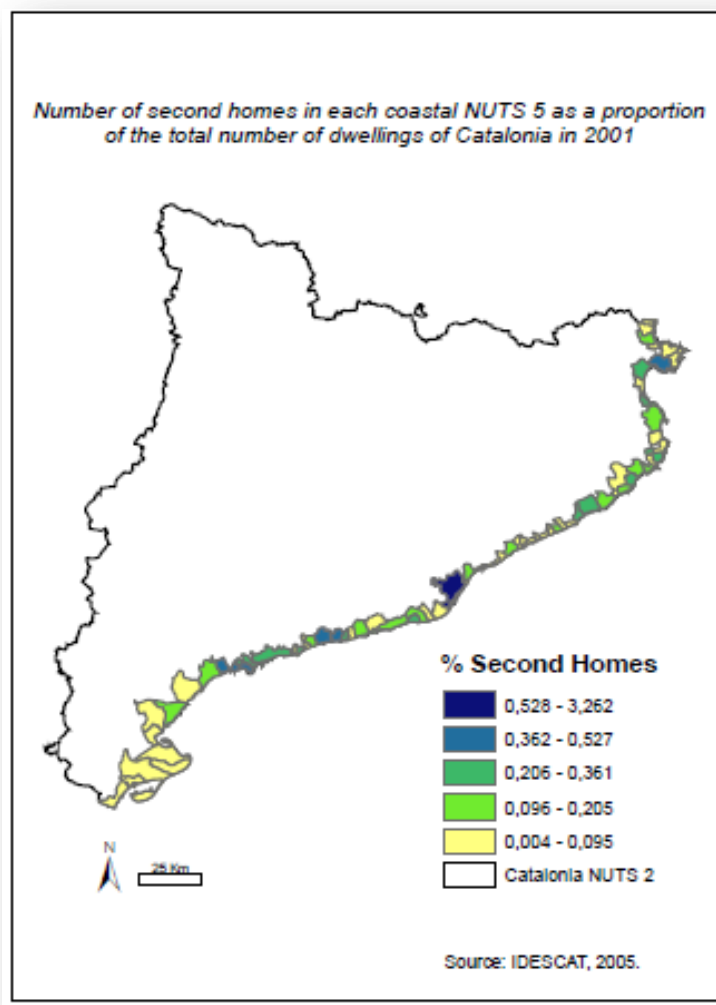 Number of second homes in each coastal NUTS 5 as a proportion
of the total number of dwellings of Catalonia in 2001
% Second Homes
0,528 - 3,262
0,362 - 0,527
0,206 - 0,361
0,096 - 0,205
0,004 - 0,095
Catalonia NUTS 2
N
25 Km
Source: IDESCAT, 2005.